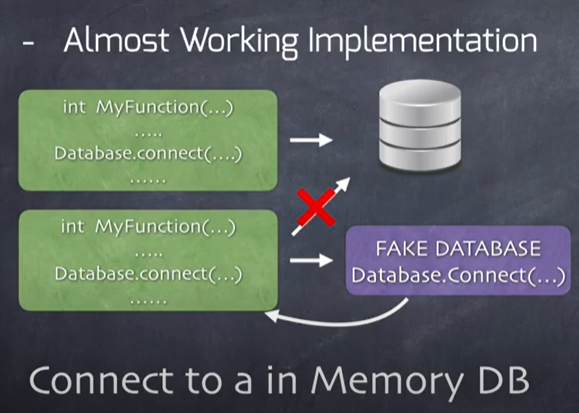 - Almost Working Implementation
int MyFunction(...)
.....
Database.connect(....)
......
int MyFunction(...)
.....
Database.connect(...)
......
FAKE DATABASE
Database.Connect(...)
Connect to a in Memory DB